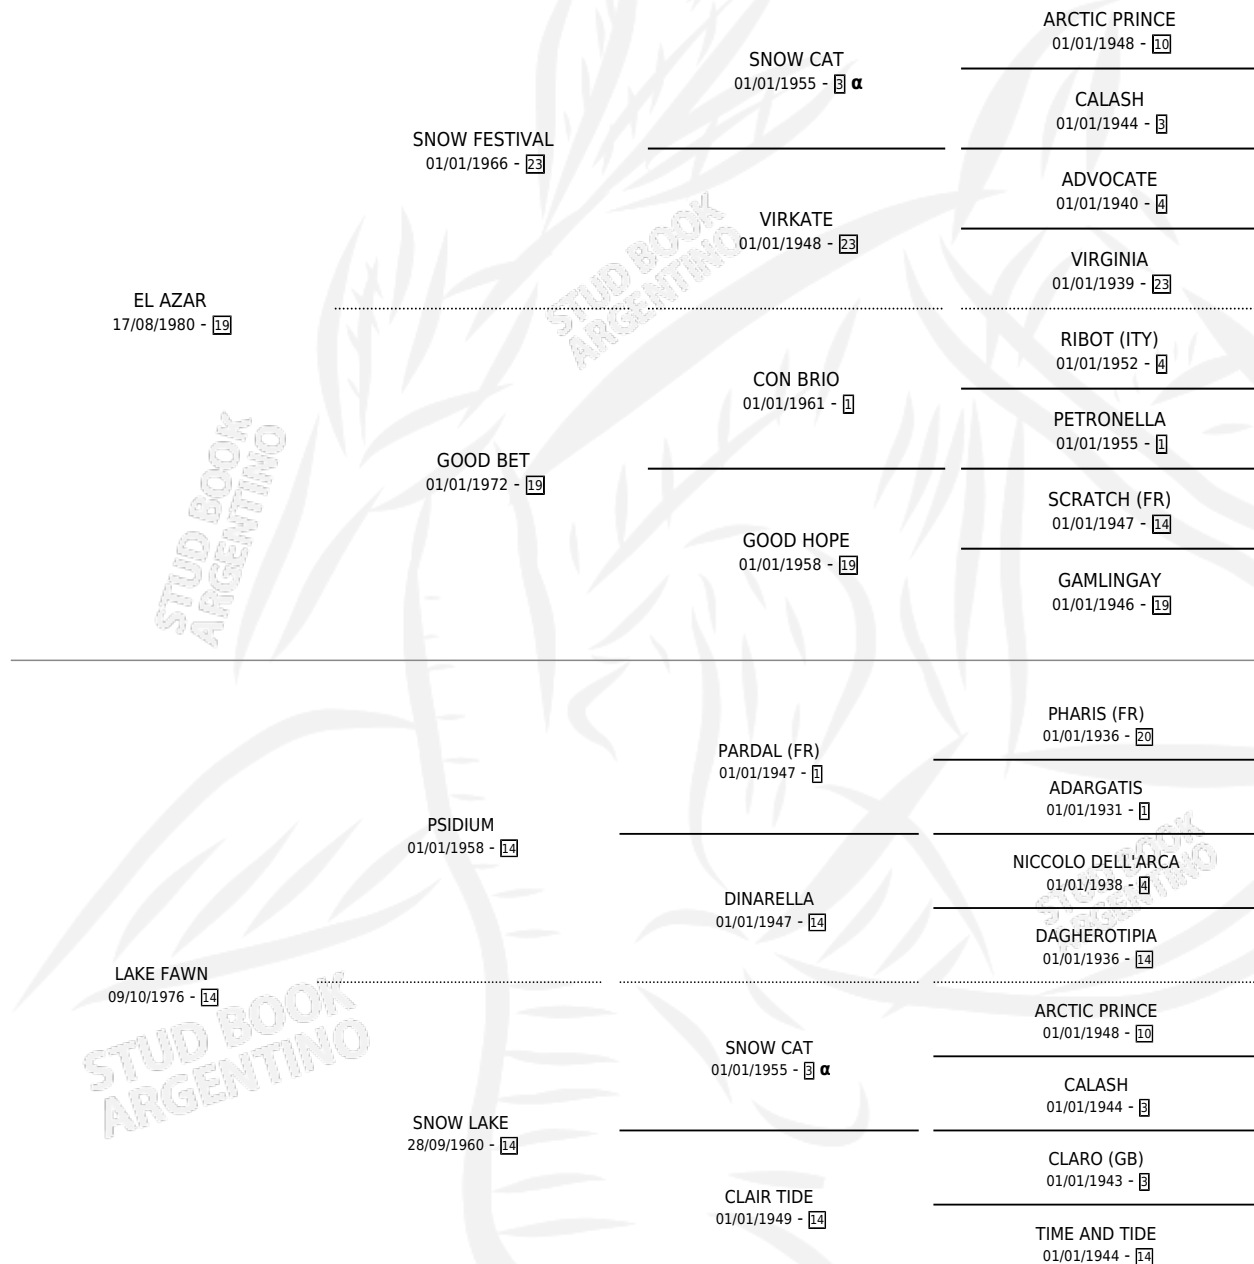 EL AZAR
17/08/1980 - 19
SNOW FESTIVAL
01/01/1966 - 23
SNOW CAT
01/01/1955 - 3 α
ARCTIC PRINCE
01/01/1948 - 10
CALASH
01/01/1944 - 3
VIRKATE
01/01/1948 - 23
ADVOCATE
01/01/1940 - 4
VIRGINIA
01/01/1939 - 23
GOOD BET
01/01/1972 - 19
CON BRIO
01/01/1961 - 1
RIBOT (ITY)
01/01/1952 - 4
PETRONELLA
01/01/1955 - 1
GOOD HOPE
01/01/1958 - 19
SCRATCH (FR)
01/01/1947 - 14
GAMLINGAY
01/01/1946 - 19
LAKE FAWN
09/10/1976 - 14
PSIDIUM
01/01/1958 - 14
PARDAL (FR)
01/01/1947 - 1
PHARIS (FR)
01/01/1936 - 20
ADARGATIS
01/01/1931 - 1
DINARELLA
01/01/1947 - 14
NICCOLO DELL'ARCA
01/01/1938 - 4
DAGHEROTIPIA
01/01/1936 - 14
SNOW LAKE
28/09/1960 - 14
SNOW CAT
01/01/1955 - 3 α
ARCTIC PRINCE
01/01/1948 - 10
CALASH
01/01/1944 - 3
CLAIR TIDE
01/01/1949 - 14
CLARO (GB)
01/01/1943 - 3
TIME AND TIDE
01/01/1944 - 14
STUD BOOK
ARGENTINO
STUD BOOK
ARGENTINO
STUD BOOK
ARGENTINO
STUD BOOK
ARGENTINO